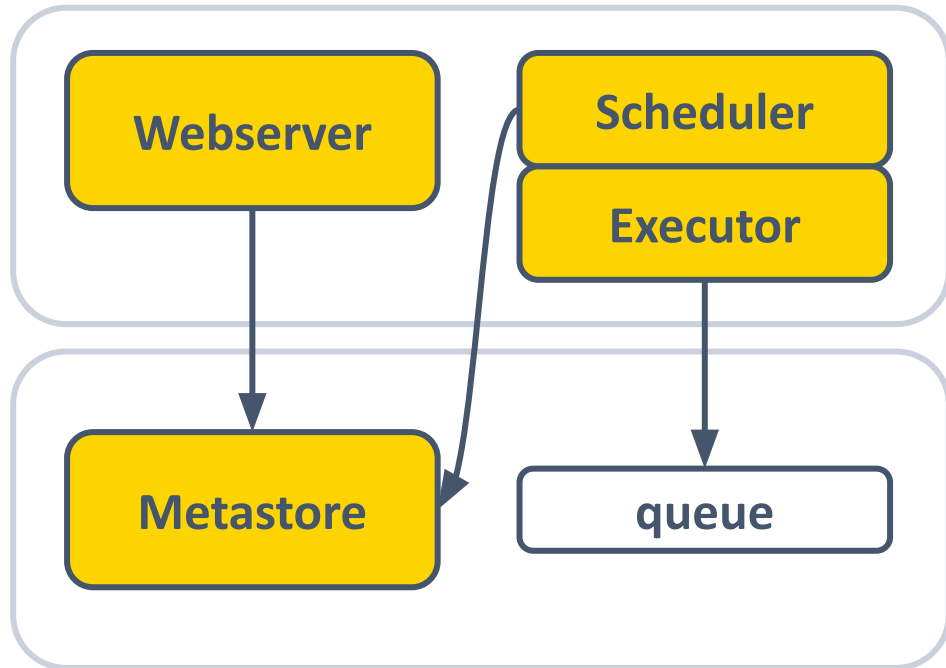 Webserver
Scheduler
Executor
Metastore
queue